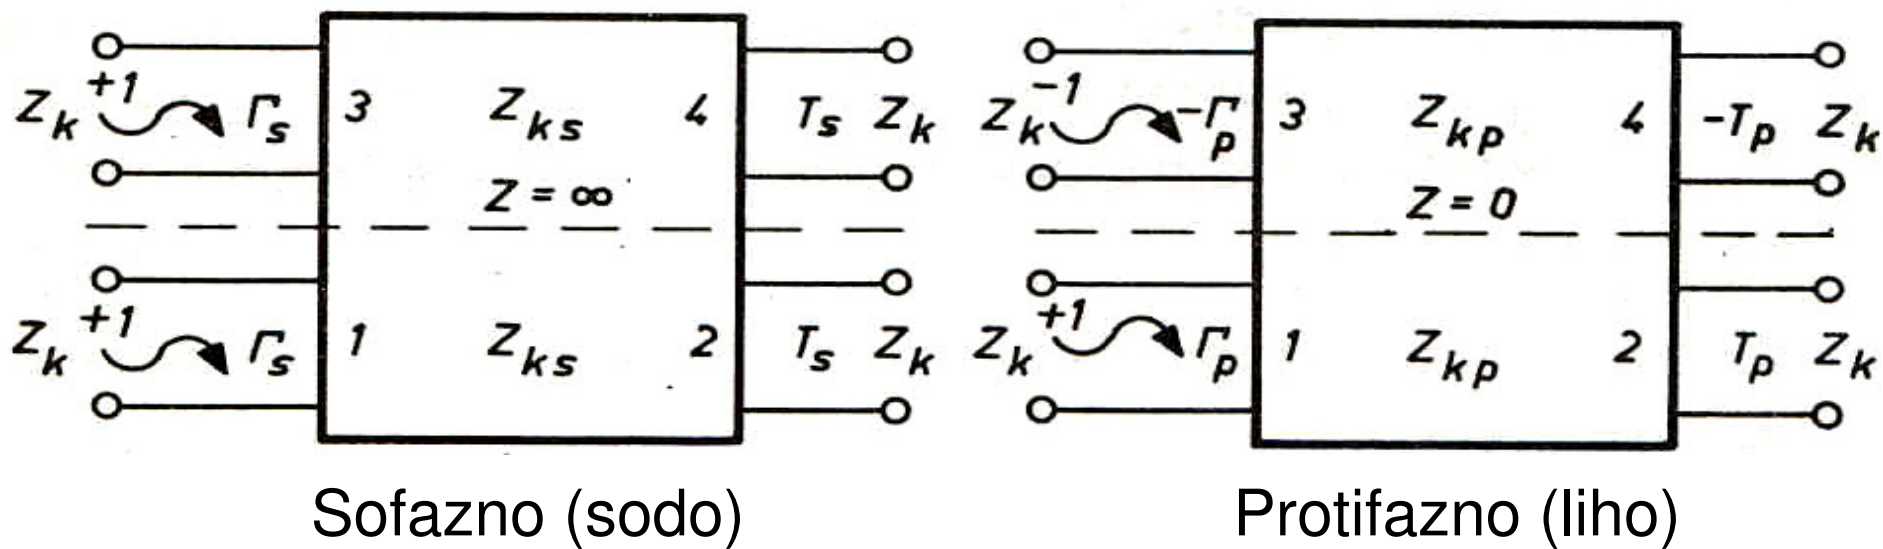 +1 -1
Z_k Γ_s 3 Z_ks 4 T_s Z_k Z_k -Γ_p 3 Z_kp 4 -T_p Z_k
Z = ∞ Z = 0
+1 +1
Z_k Γ_s 1 Z_ks 2 T_s Z_k Z_k Γ_p 1 Z_kp 2 T_p Z_k
Sofazno (sodo) Protifazno (liho)